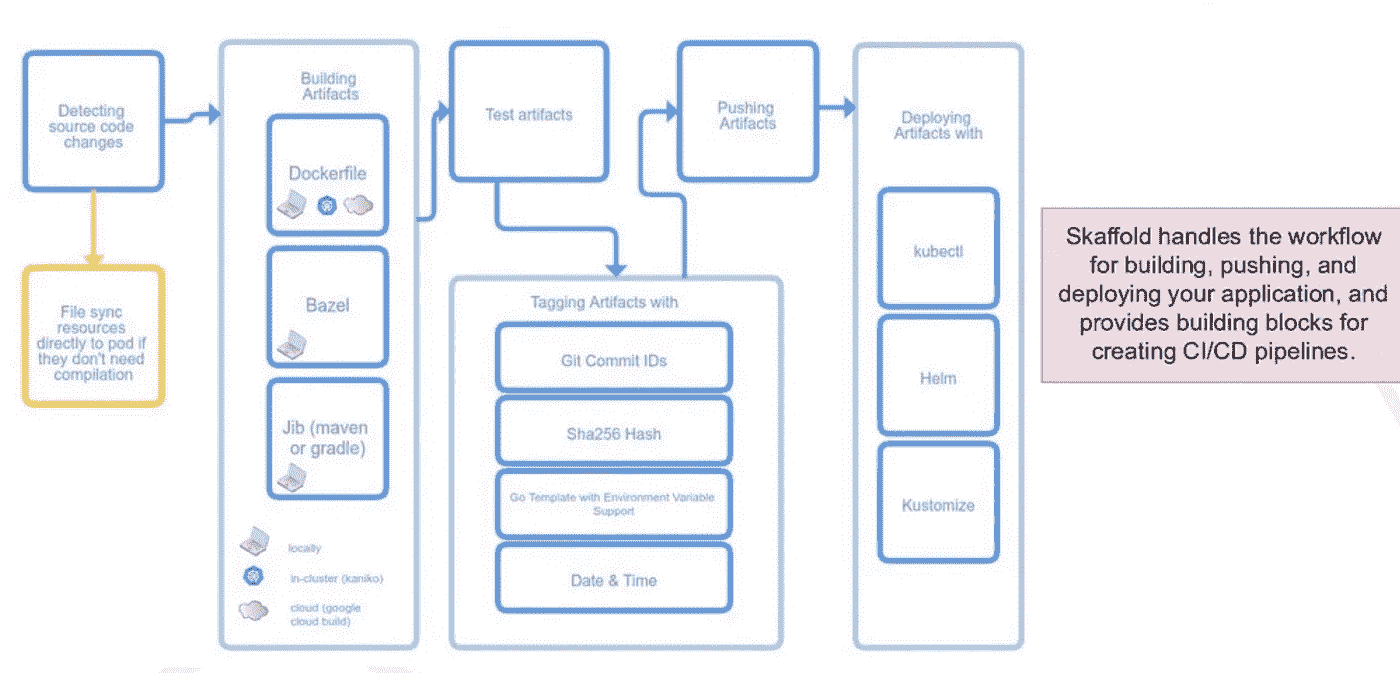 Detecting
source code
changes
File sync
resources
directly to pod if
they don't need
compilation
Building
Artifacts
Dockerfile
Bazel
Jib (maven
or gradle)
locally
in-cluster (kaniko)
cloud (google
cloud build)
Test artifacts
Tagging Artifacts with
Git Commit IDs
Sha256 Hash
Go Template with Environment Variable
Support
Date & Time
Pushing
Artifacts
Deploying
Artifacts with
kubectl
Helm
Kustomize
Skaffold handles the workflow
for building, pushing, and
deploying your application, and
provides building blocks for
creating CI/CD pipelines.